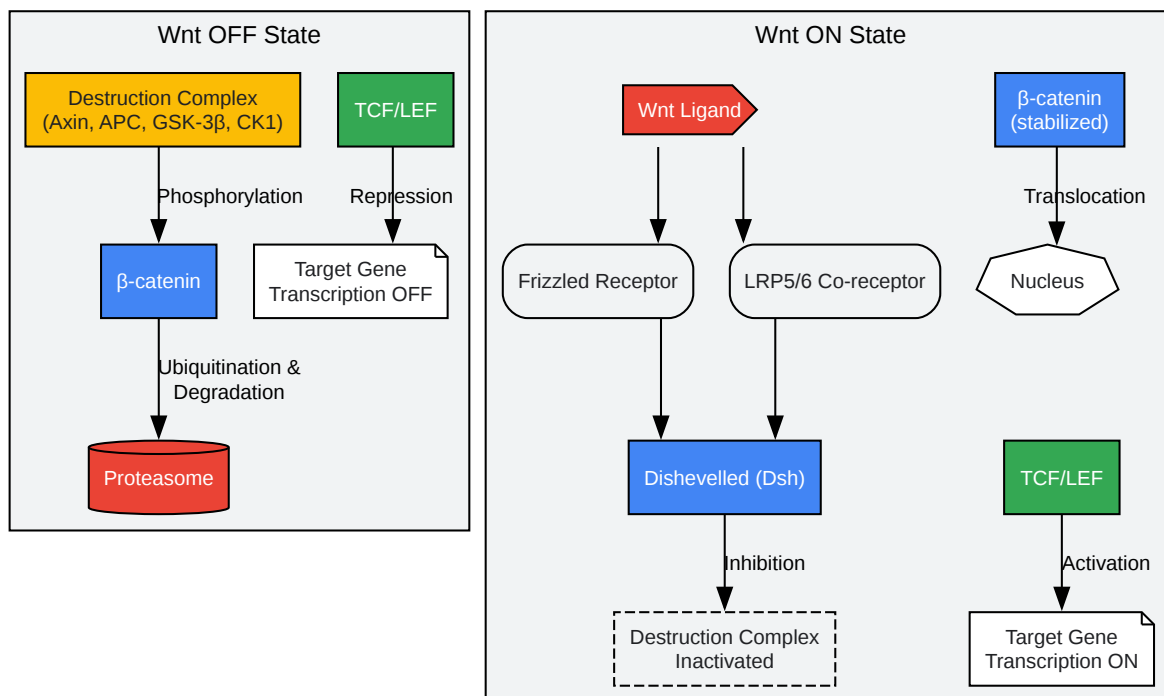 Wnt OFF State
Destruction Complex
(Axin, APC, GSK-3β, CK1)
TCF/LEF
Phosphorylation
Repression
β-catenin
Target Gene
Transcription OFF
Ubiquitination &
Degradation
Proteasome
Wnt ON State
Wnt Ligand
β-catenin
(stabilized)
Translocation
Frizzled Receptor
LRP5/6 Co-receptor
Nucleus
Dishevelled (Dsh)
TCF/LEF
Inhibition
Activation
Destruction Complex
Inactivated
Target Gene
Transcription ON